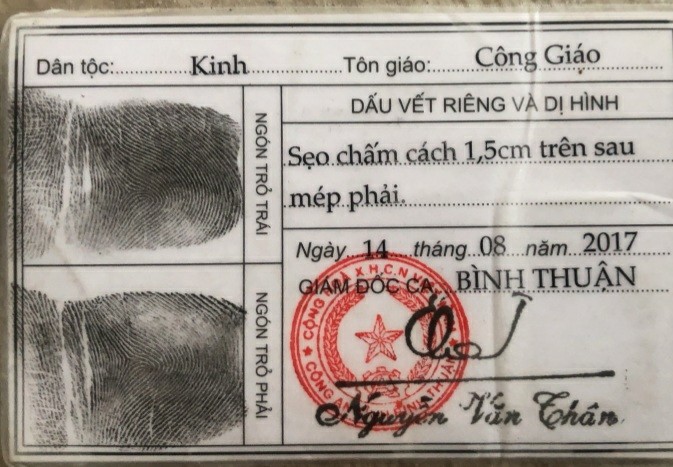 Dân tộc:........Kinh........Tôn giáo:......Công Giáo
NGÓN TRỎ TRÁI
NGÓN TRỎ PHẢI
DẤU VẾT RIÊNG VÀ DỊ HÌNH
Sẹo chấm cách 1,5cm trên sau
mép phải.
Ngày 14 tháng 08 năm 2017
GIÁM ĐỐC CA. BÌNH THUẬN
CÔNG AN
Nguyễn Văn Thân